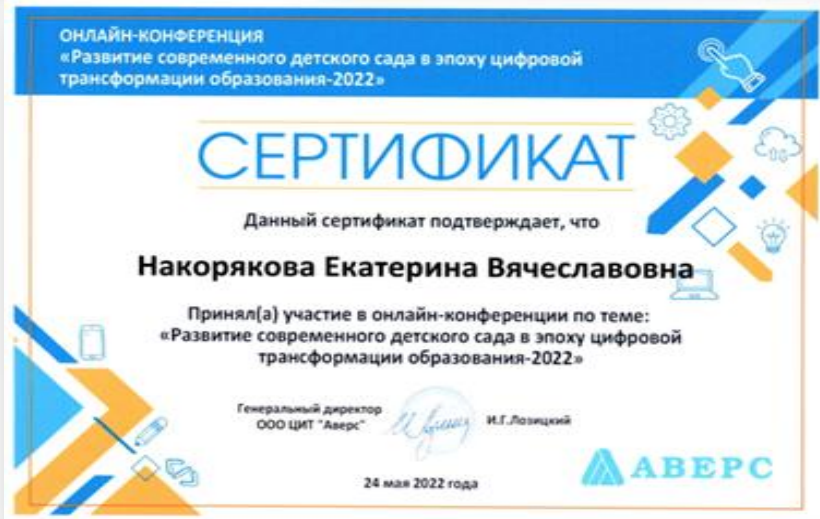 ОНЛАЙН-КОНФЕРЕНЦИЯ
«Развитие современного детского сада в эпоху цифровой
трансформации образования-2022»
СЕРТИФИКАТ
Данный сертификат подтверждает, что
Накорякова Екатерина Вячеславовна
Принял(а) участие в онлайн-конференции по теме:
«Развитие современного детского сада в эпоху цифровой
трансформации образования-2022»
Генеральный директор
ООО ЦИТ "Аверс"
И.Г.Лозицкий
АВЕРС
24 мая 2022 года